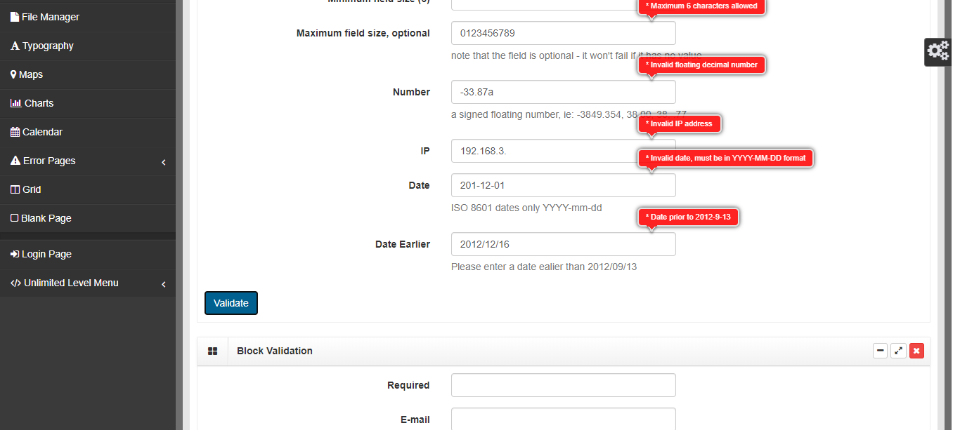 File Manager
Typography
Maps
Charts
Calendar
Error Pages
Grid
Blank Page
Login Page
Unlimited Level Menu
* Maximum 6 characters allowed
Maximum field size, optional
0123456789
note that the field is optional - it won't fail if it has no value
* Invalid floating decimal number
Number
-33.87a
a signed floating number, ie: -3849.354, 38.00, 38, .77
* Invalid IP address
IP
192.168.3.
* Invalid date, must be in YYYY-MM-DD format
Date
201-12-01
ISO 8601 dates only YYYY-mm-dd
* Date prior to 2012-9-13
Date Earlier
2012/12/16
Please enter a date ealier than 2012/09/13
Validate
Block Validation
Required
E-mail